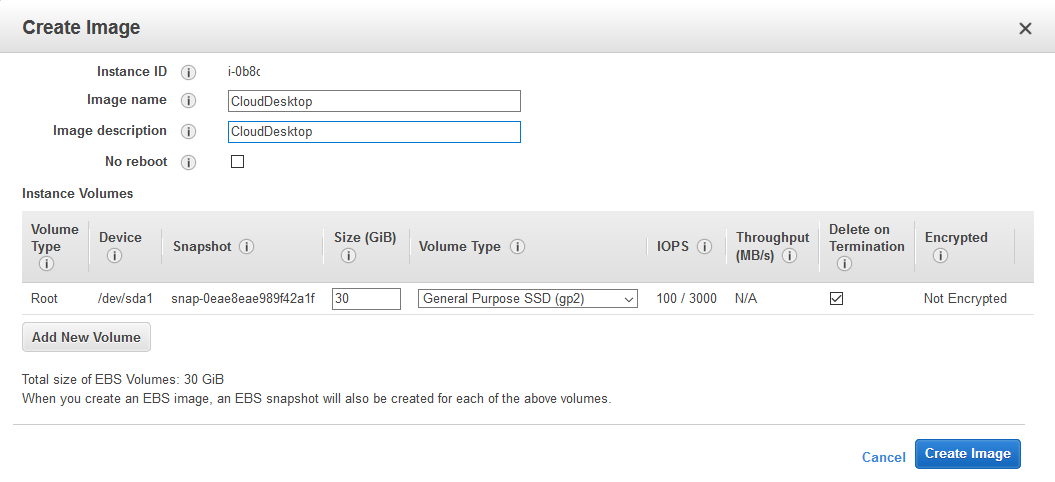 Create Image
Instance ID i-0b8c
Image name CloudDesktop
Image description CloudDesktop
No reboot
Instance Volumes
Volume Type Device Snapshot Size (GiB) Volume Type IOPS Throughput (MB/s) Delete on Termination Encrypted
Root /dev/sda1 snap-0eae8eae989f42a1f 30 General Purpose SSD (gp2) 100 / 3000 N/A Not Encrypted
Add New Volume
Total size of EBS Volumes: 30 GiB
When you create an EBS image, an EBS snapshot will also be created for each of the above volumes.
Cancel Create Image